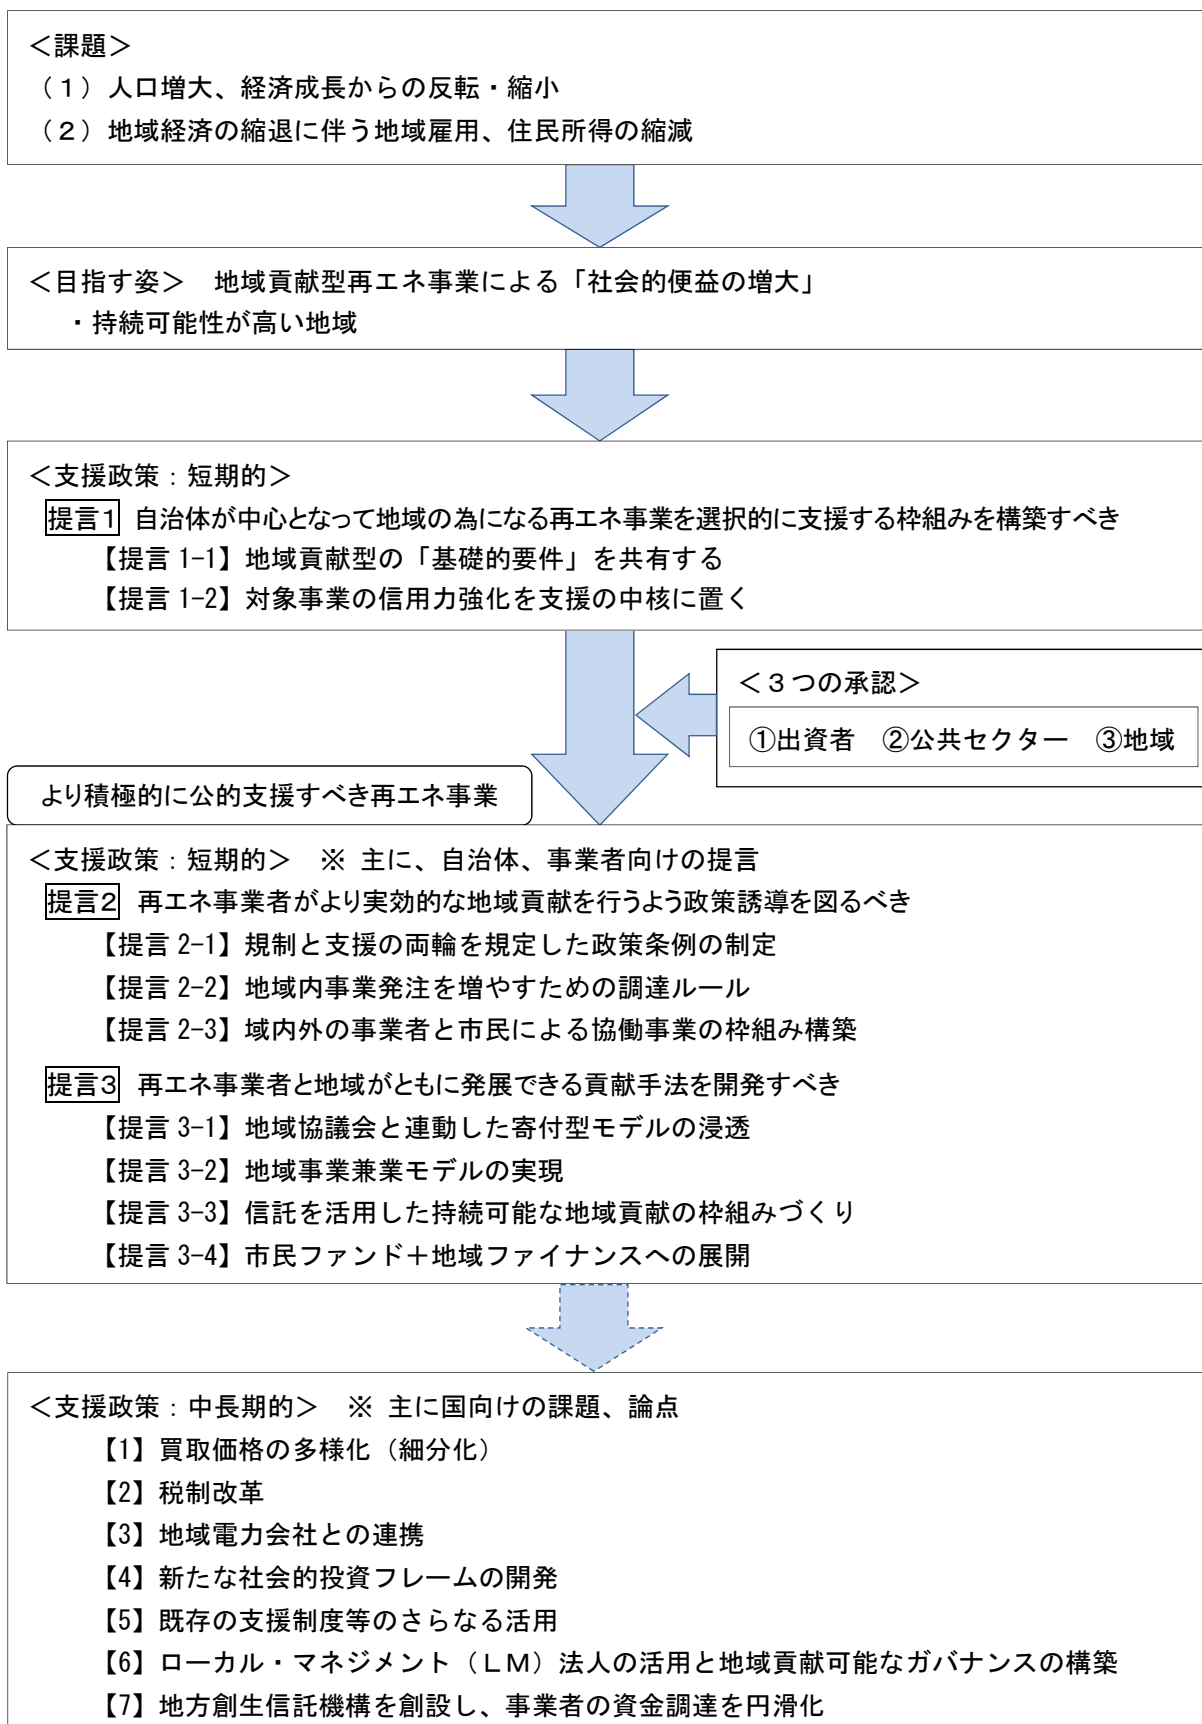 ＜課題＞
（１）人口増大、経済成長からの反転・縮小
（２）地域経済の縮退に伴う地域雇用、住民所得の縮減
＜目指す姿＞　地域貢献型再エネ事業による「社会的便益の増大」
・持続可能性が高い地域
＜支援政策：短期的＞
提言１ 自治体が中心となって地域の為になる再エネ事業を選択的に支援する枠組みを構築すべき
【提言 1-1】地域貢献型の「基礎的要件」を共有する
【提言 1-2】対象事業の信用力強化を支援の中核に置く
＜３つの承認＞
①出資者　②公共セクター　③地域
より積極的に公的支援すべき再エネ事業
＜支援政策：短期的＞　※ 主に、自治体、事業者向けの提言
提言２ 再エネ事業者がより実効的な地域貢献を行うよう政策誘導を図るべき
【提言 2-1】規制と支援の両輪を規定した政策条例の制定
【提言 2-2】地域内事業発注を増やすための調達ルール
【提言 2-3】域内外の事業者と市民による協働事業の枠組み構築
提言３ 再エネ事業者と地域がともに発展できる貢献手法を開発すべき
【提言 3-1】地域協議会と連動した寄付型モデルの浸透
【提言 3-2】地域事業兼業モデルの実現
【提言 3-3】信託を活用した持続可能な地域貢献の枠組みづくり
【提言 3-4】市民ファンド＋地域ファイナンスへの展開
＜支援政策：中長期的＞　※ 主に国向けの課題、論点
【1】買取価格の多様化（細分化）
【2】税制改革
【3】地域電力会社との連携
【4】新たな社会的投資フレームの開発
【5】既存の支援制度等のさらなる活用
【6】ローカル・マネジメント（ＬＭ）法人の活用と地域貢献可能なガバナンスの構築
【7】地方創生信託機構を創設し、事業者の資金調達を円滑化